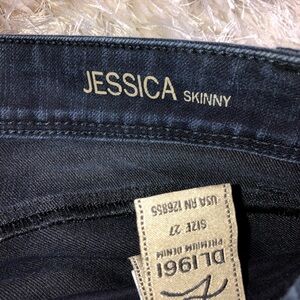 JESSICA SKINNY
DL1961
PREMIUM DENIM
SIZE 27
USA RN 126855